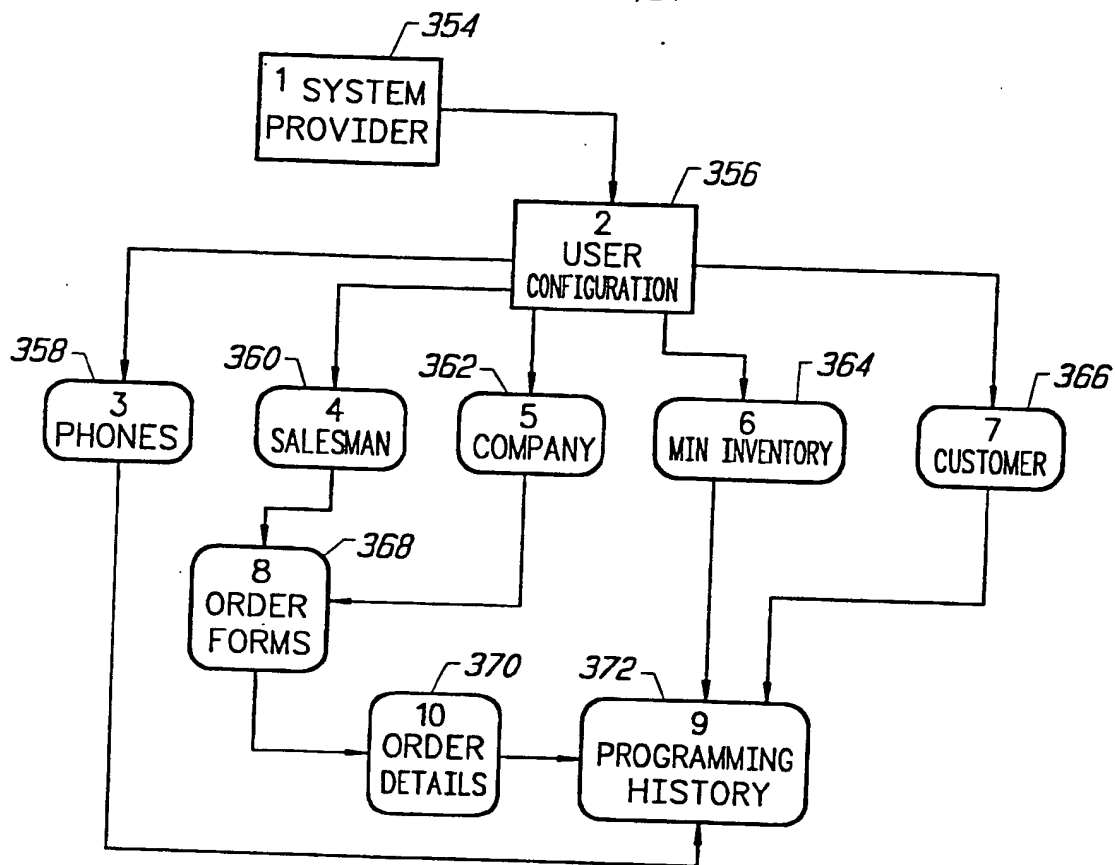 354
1 SYSTEM
PROVIDER
356
2
USER
CONFIGURATION
358
3
PHONES
360
4
SALESMAN
362
5
COMPANY
364
6
MIN INVENTORY
366
7
CUSTOMER
368
8
ORDER
FORMS
370
10
ORDER
DETAILS
372
9
PROGRAMMING
HISTORY